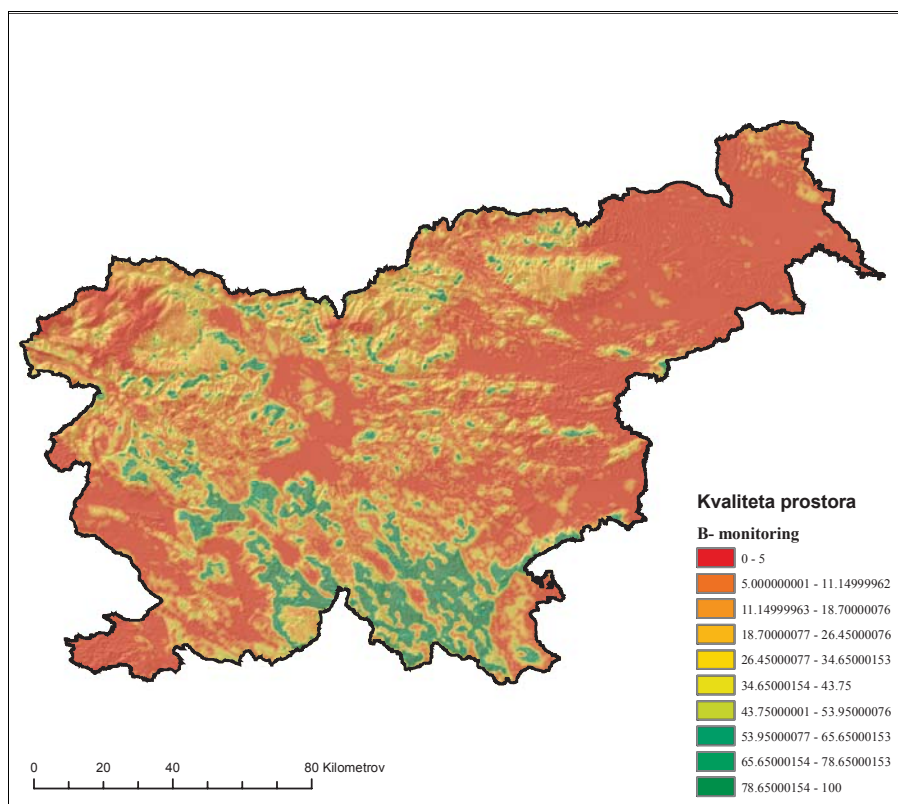 Kvaliteta prostora
B- monitoring
0 - 5
5.000000001 - 11.14999962
11.14999963 - 18.70000076
18.70000077 - 26.45000076
26.45000077 - 34.65000153
34.65000154 - 43.75
43.75000001 - 53.95000076
53.95000077 - 65.65000153
65.65000154 - 78.65000153
78.65000154 - 100
0 20 40 80 Kilometrov